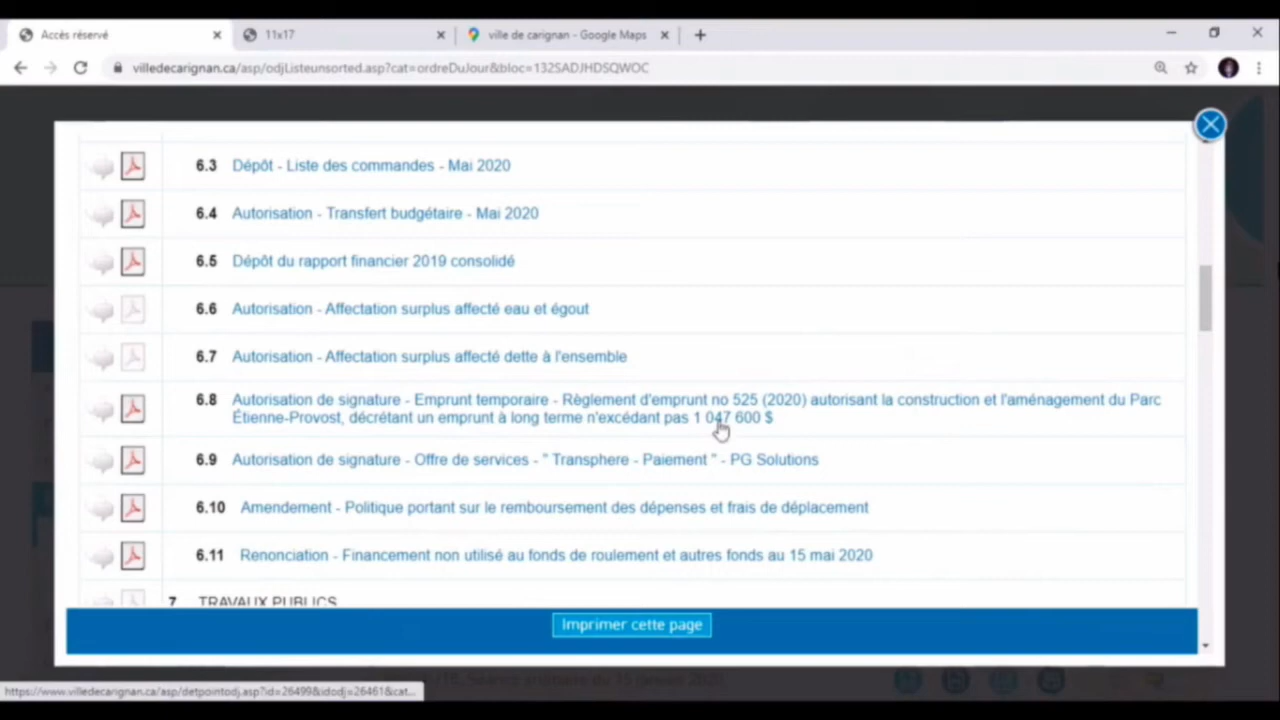 Accès réservé
11x17
ville de carignan - Google Maps
villedecarignan.ca/asp/odjListeunsorted.asp?cat=ordreDuJour&bloc=132SADJHDSQWOC
6.3 Dépôt - Liste des commandes - Mai 2020
6.4 Autorisation - Transfert budgétaire - Mai 2020
6.5 Dépôt du rapport financier 2019 consolidé
6.6 Autorisation - Affectation surplus affecté eau et égout
6.7 Autorisation - Affectation surplus affecté dette à l'ensemble
6.8 Autorisation de signature - Emprunt temporaire - Règlement d'emprunt no 525 (2020) autorisant la construction et l'aménagement du Parc
Étienne-Provost, décrétant un emprunt à long terme n'excédant pas 1 047 600 $
6.9 Autorisation de signature - Offre de services - " Transphere - Paiement " - PG Solutions
6.10 Amendement - Politique portant sur le remboursement des dépenses et frais de déplacement
6.11 Renonciation - Financement non utilisé au fonds de roulement et autres fonds au 15 mai 2020
7 TRAVAUX PUBLICS
Imprimer cette page
https://www.villedecarignan.ca/asp/detpointodj.asp?id=26499&idodj=26461&cat...